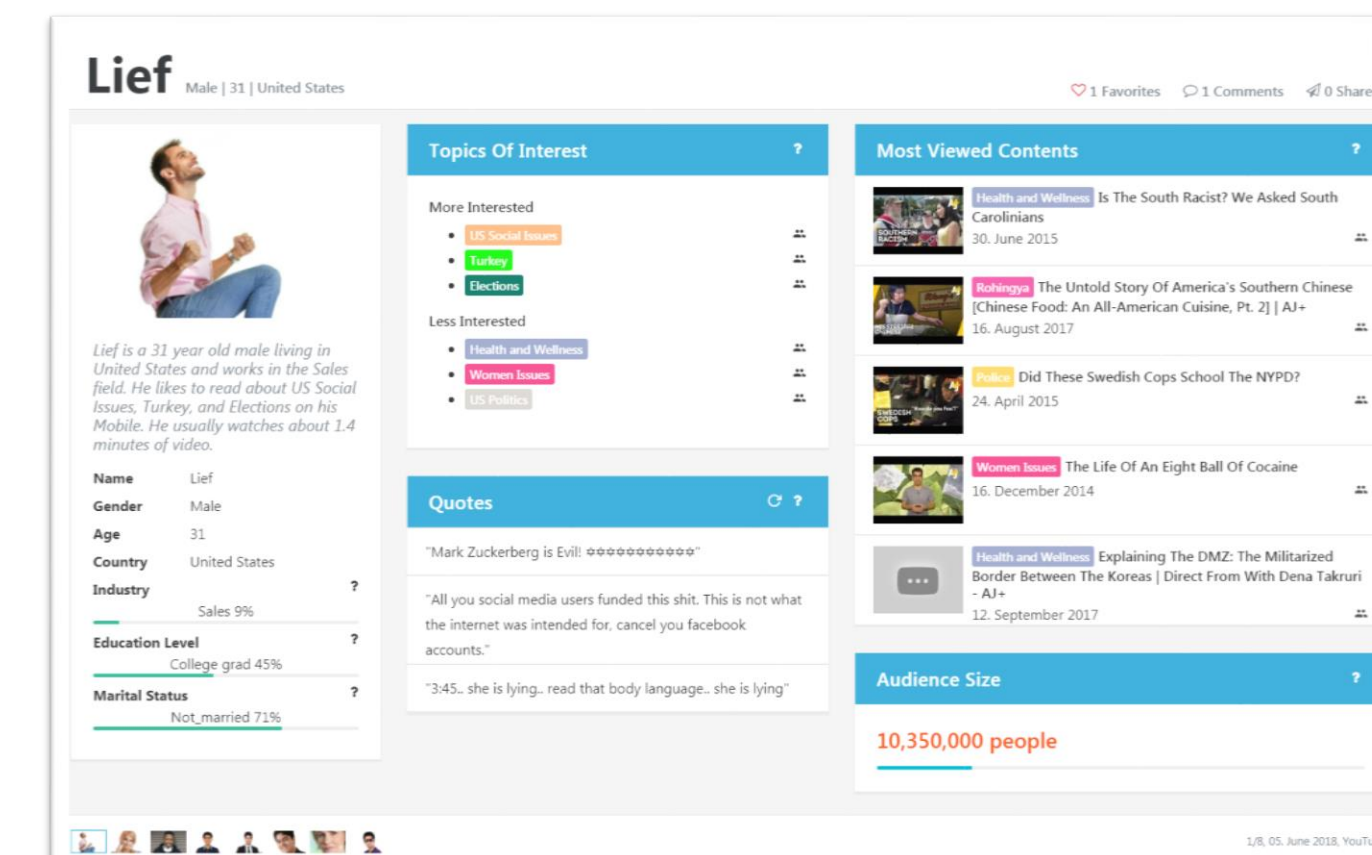 Lief Male | 31 | United States
1 Favorites 1 Comments 0 Share
Lief is a 31 year old male living in
United States and works in the Sales
field. He likes to read about US Social
Issues, Turkey, and Elections on his
Mobile. He usually watches about 1.4
minutes of video.
Name Lief
Gender Male
Age 31
Country United States
Industry ?
Sales 9%
Education Level ?
College grad 45%
Marital Status ?
Not_married 71%
Topics Of Interest ?
More Interested
US Social Issues
Turkey
Elections
Less Interested
Health and Wellness
Women Issues
US Politics
Quotes ?
"Mark Zuckerberg is Evil! ✡✡✡✡✡✡✡✡✡✡✡"
"All you social media users funded this shit. This is not what
the internet was intended for, cancel you facebook
accounts."
"3:45.. she is lying.. read that body language.. she is lying"
Most Viewed Contents ?
SOUTHERN
RACISM
Health and Wellness Is The South Racist? We Asked South
Carolinians
30. June 2015
Rohingya The Untold Story Of America's Southern Chinese
[Chinese Food: An All-American Cuisine, Pt. 2] | AJ+
16. August 2017
SWEDISH
COPS
Police Did These Swedish Cops School The NYPD?
24. April 2015
Women Issues The Life Of An Eight Ball Of Cocaine
16. December 2014
Health and Wellness Explaining The DMZ: The Militarized
Border Between The Koreas | Direct From With Dena Takruri
- AJ+
12. September 2017
Audience Size ?
10,350,000 people
1/8, 05. June 2018, YouTu